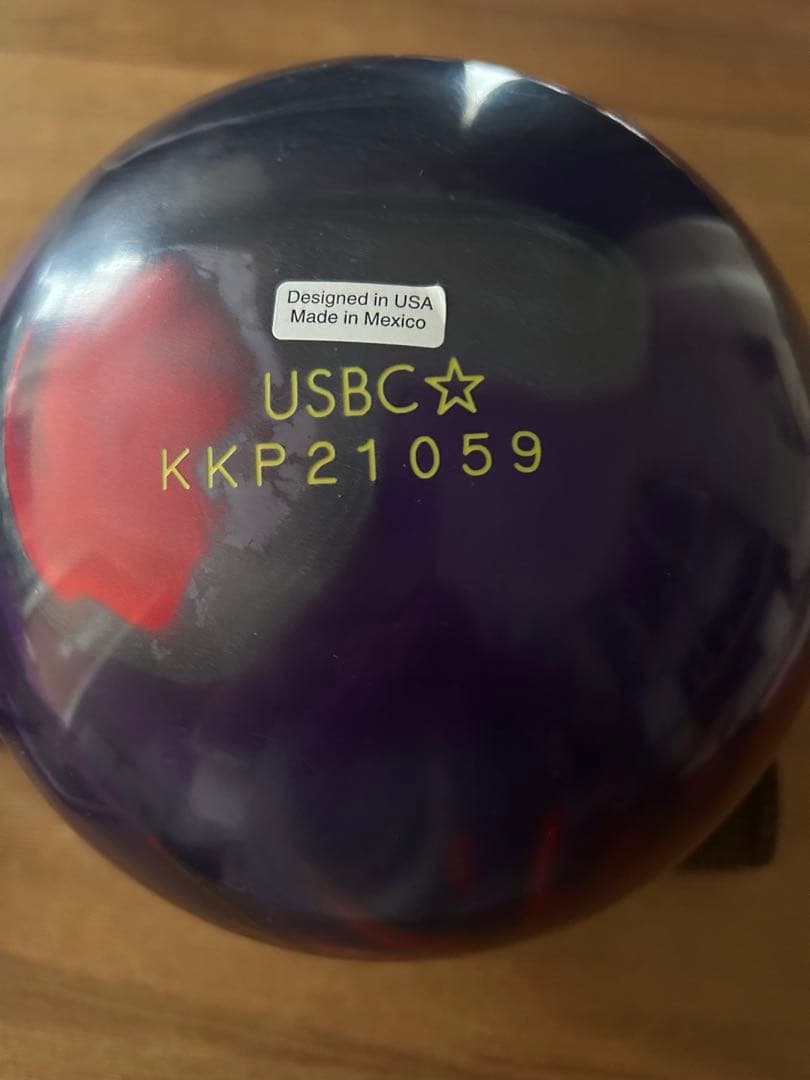 Designed in USA
Made in Mexico
USBC☆
KKP21059